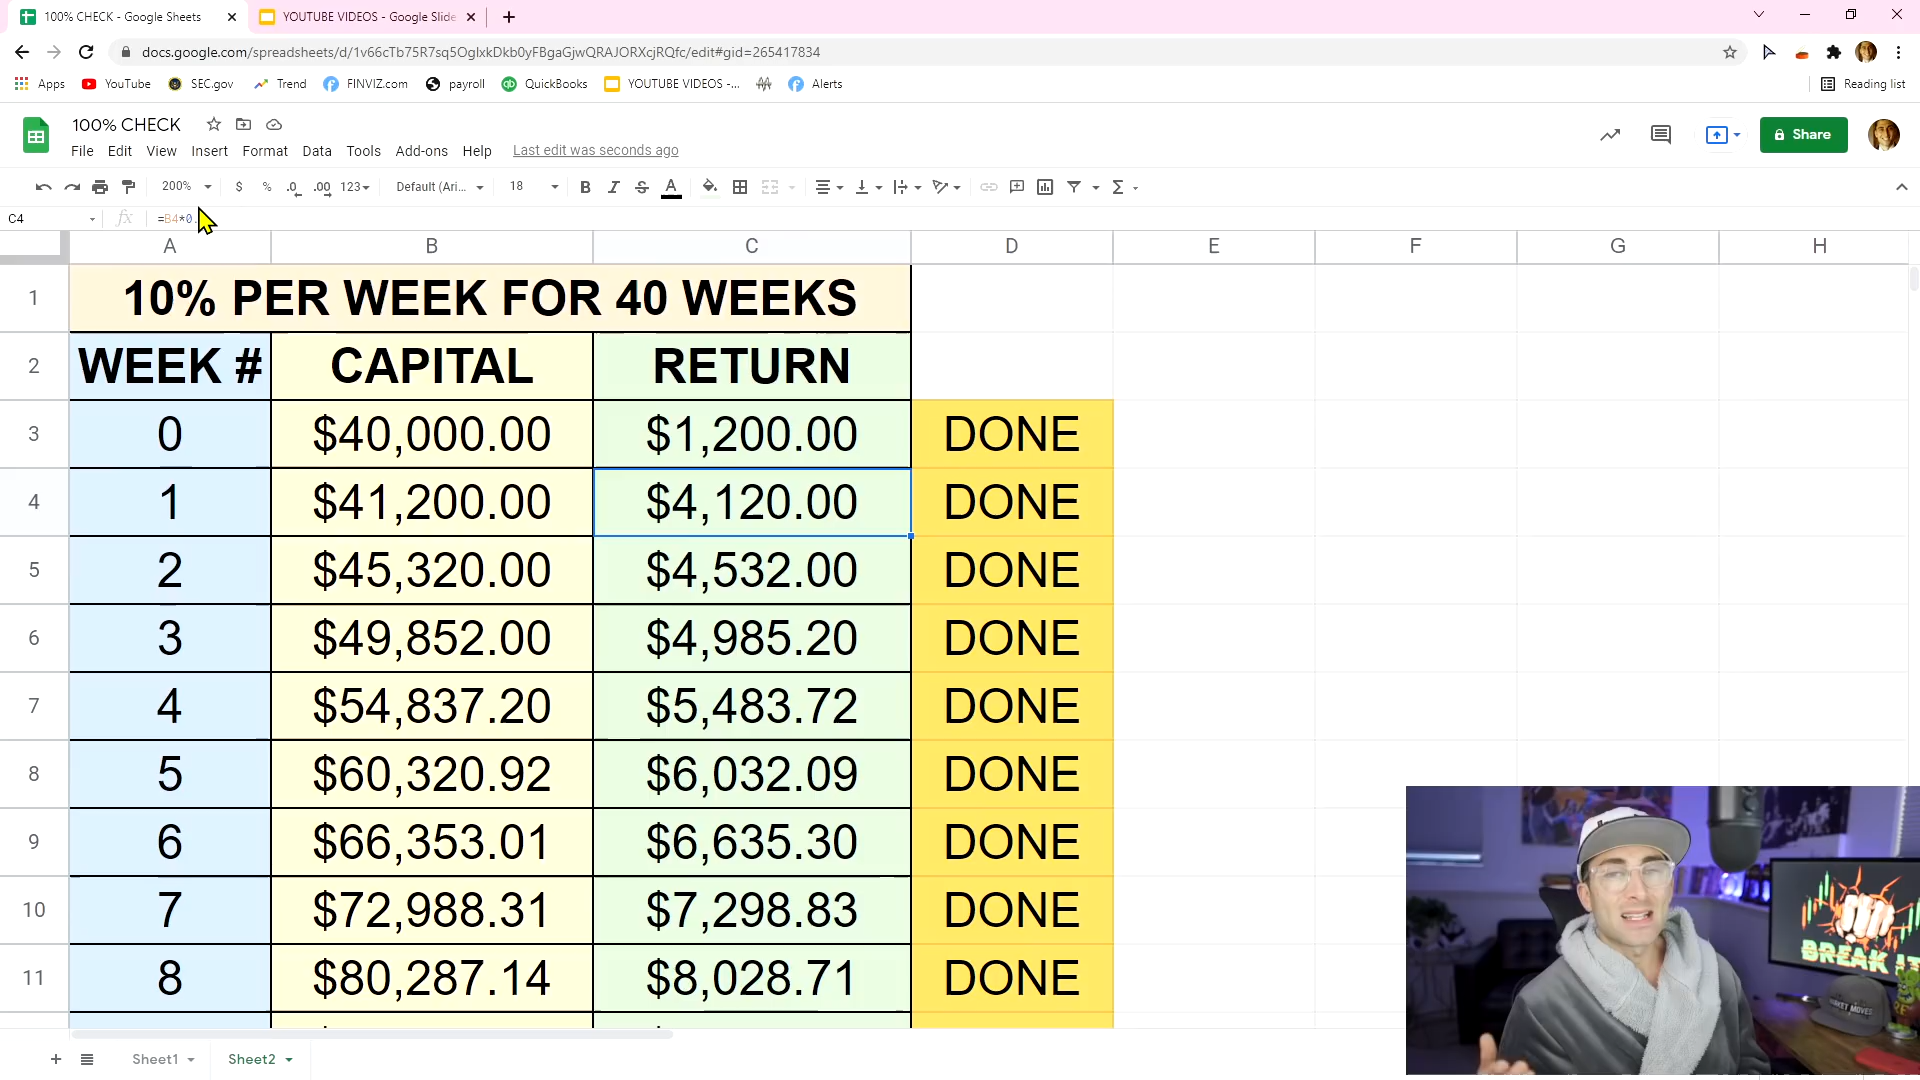 100% CHECK - Google Sheets
YOUTUBE VIDEOS - Google Slide
docs.google.com/spreadsheets/d/1v66cTb75R7sq5OglxkDkb0yFBgaGjwQRAJORXcjRQfc/edit#gid=265417834
Apps YouTube SEC.gov Trend FINVIZ.com payroll QuickBooks YOUTUBE VIDEOS -... Alerts Reading list
100% CHECK
Share
File Edit View Insert Format Data Tools Add-ons Help Last edit was seconds ago
200% $ % .0 .00 123 Default (Ari... 18 B I S A Σ
C4 fx =B4*0.
A B C D E F G H
1 10% PER WEEK FOR 40 WEEKS
2 WEEK # CAPITAL RETURN
3 0 $40,000.00 $1,200.00 DONE
4 1 $41,200.00 $4,120.00 DONE
5 2 $45,320.00 $4,532.00 DONE
6 3 $49,852.00 $4,985.20 DONE
7 4 $54,837.20 $5,483.72 DONE
8 5 $60,320.92 $6,032.09 DONE
9 6 $66,353.01 $6,635.30 DONE
10 7 $72,988.31 $7,298.83 DONE
11 8 $80,287.14 $8,028.71 DONE
BREAK IT
MARKET MOVES
Sheet1 Sheet2